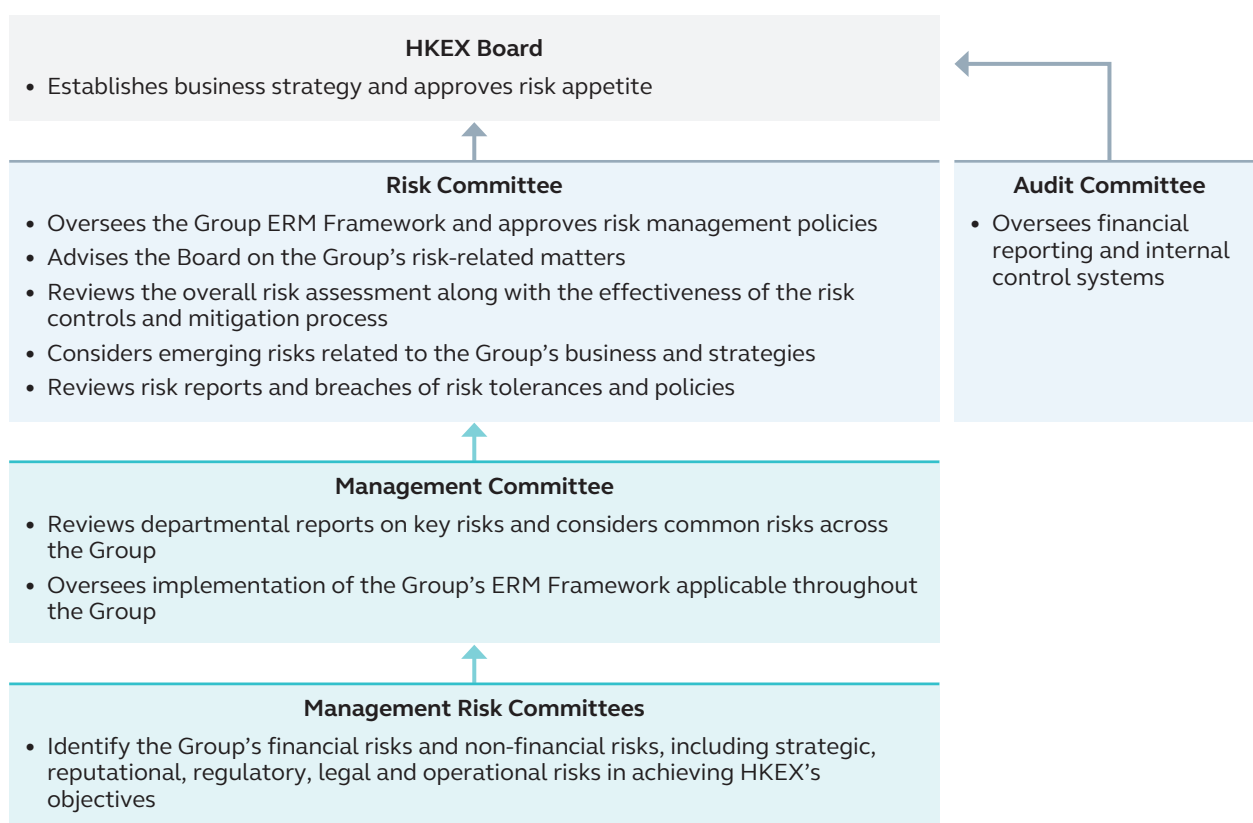 HKEX Board
• Establishes business strategy and approves risk appetite
Risk Committee
• Oversees the Group ERM Framework and approves risk management policies
• Advises the Board on the Group’s risk-related matters
• Reviews the overall risk assessment along with the effectiveness of the risk
controls and mitigation process
• Considers emerging risks related to the Group’s business and strategies
• Reviews risk reports and breaches of risk tolerances and policies
Audit Committee
• Oversees financial
reporting and internal
control systems
Management Committee
• Reviews departmental reports on key risks and considers common risks across
the Group
• Oversees implementation of the Group’s ERM Framework applicable throughout
the Group
Management Risk Committees
• Identify the Group’s financial risks and non-financial risks, including strategic,
reputational, regulatory, legal and operational risks in achieving HKEX’s
objectives